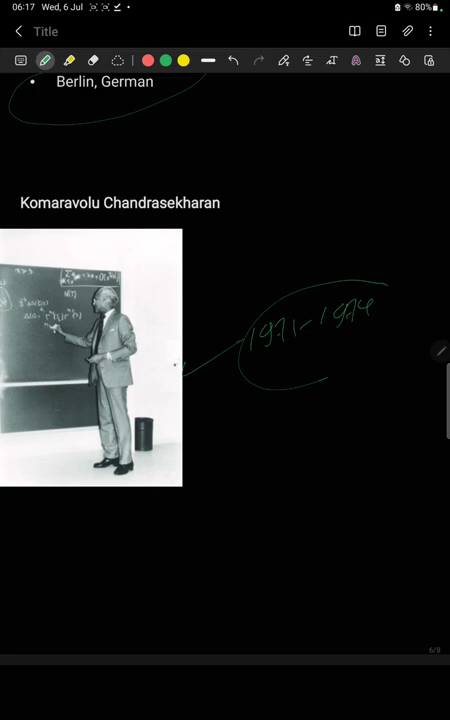 06:17 Wed, 6 Jul
80%
Title
Berlin, German
Komaravolu Chandrasekharan
1971-1974
6/8